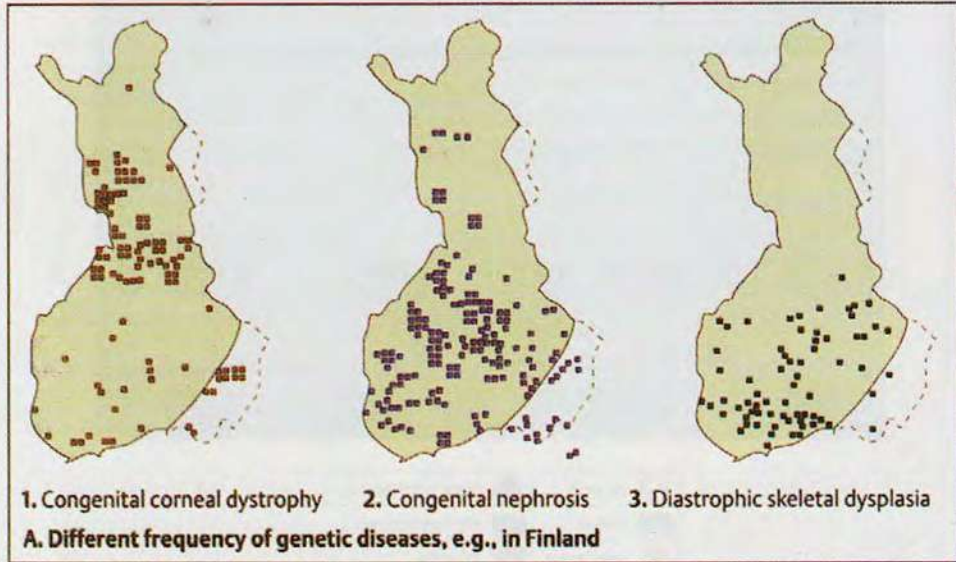 1. Congenital corneal dystrophy 2. Congenital nephrosis 3. Diastrophic skeletal dysplasia
A. Different frequency of genetic diseases, e.g., in Finland